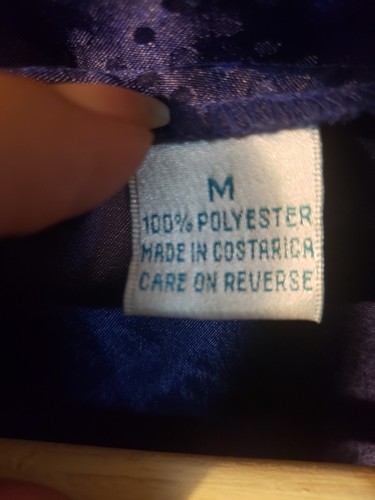 M
100% POLYESTER
MADE IN COSTARICA
CARE ON REVERSE